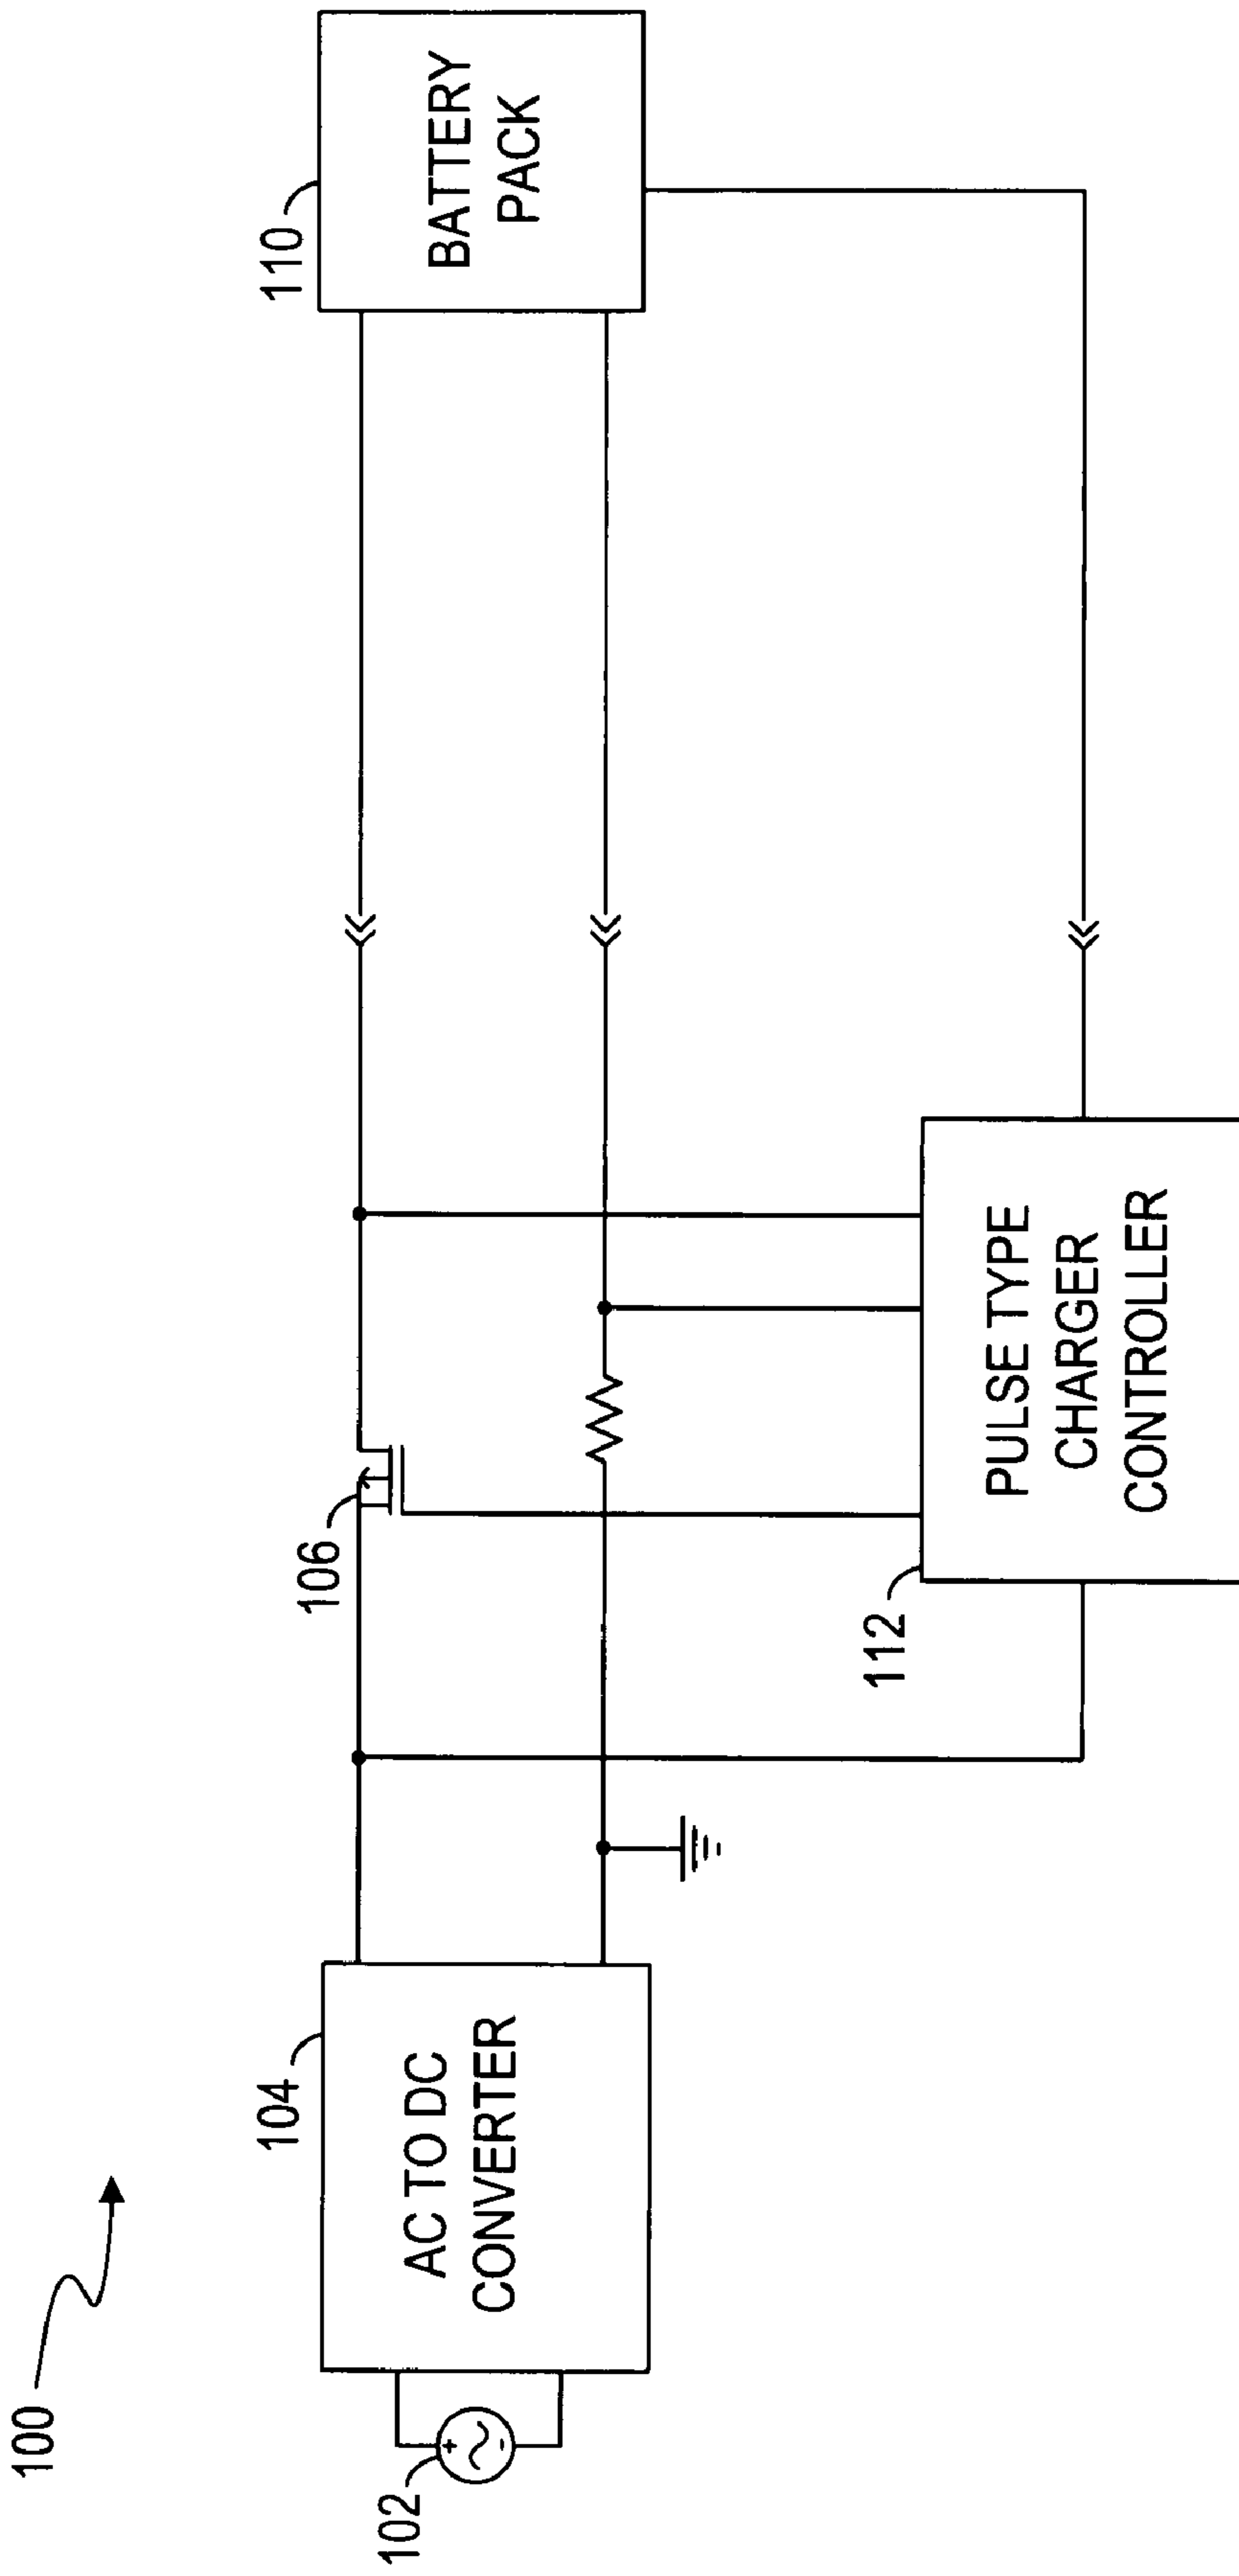 100
102
+
-
104
AC TO DC
CONVERTER
106
110
BATTERY
PACK
112
PULSE TYPE
CHARGER
CONTROLLER